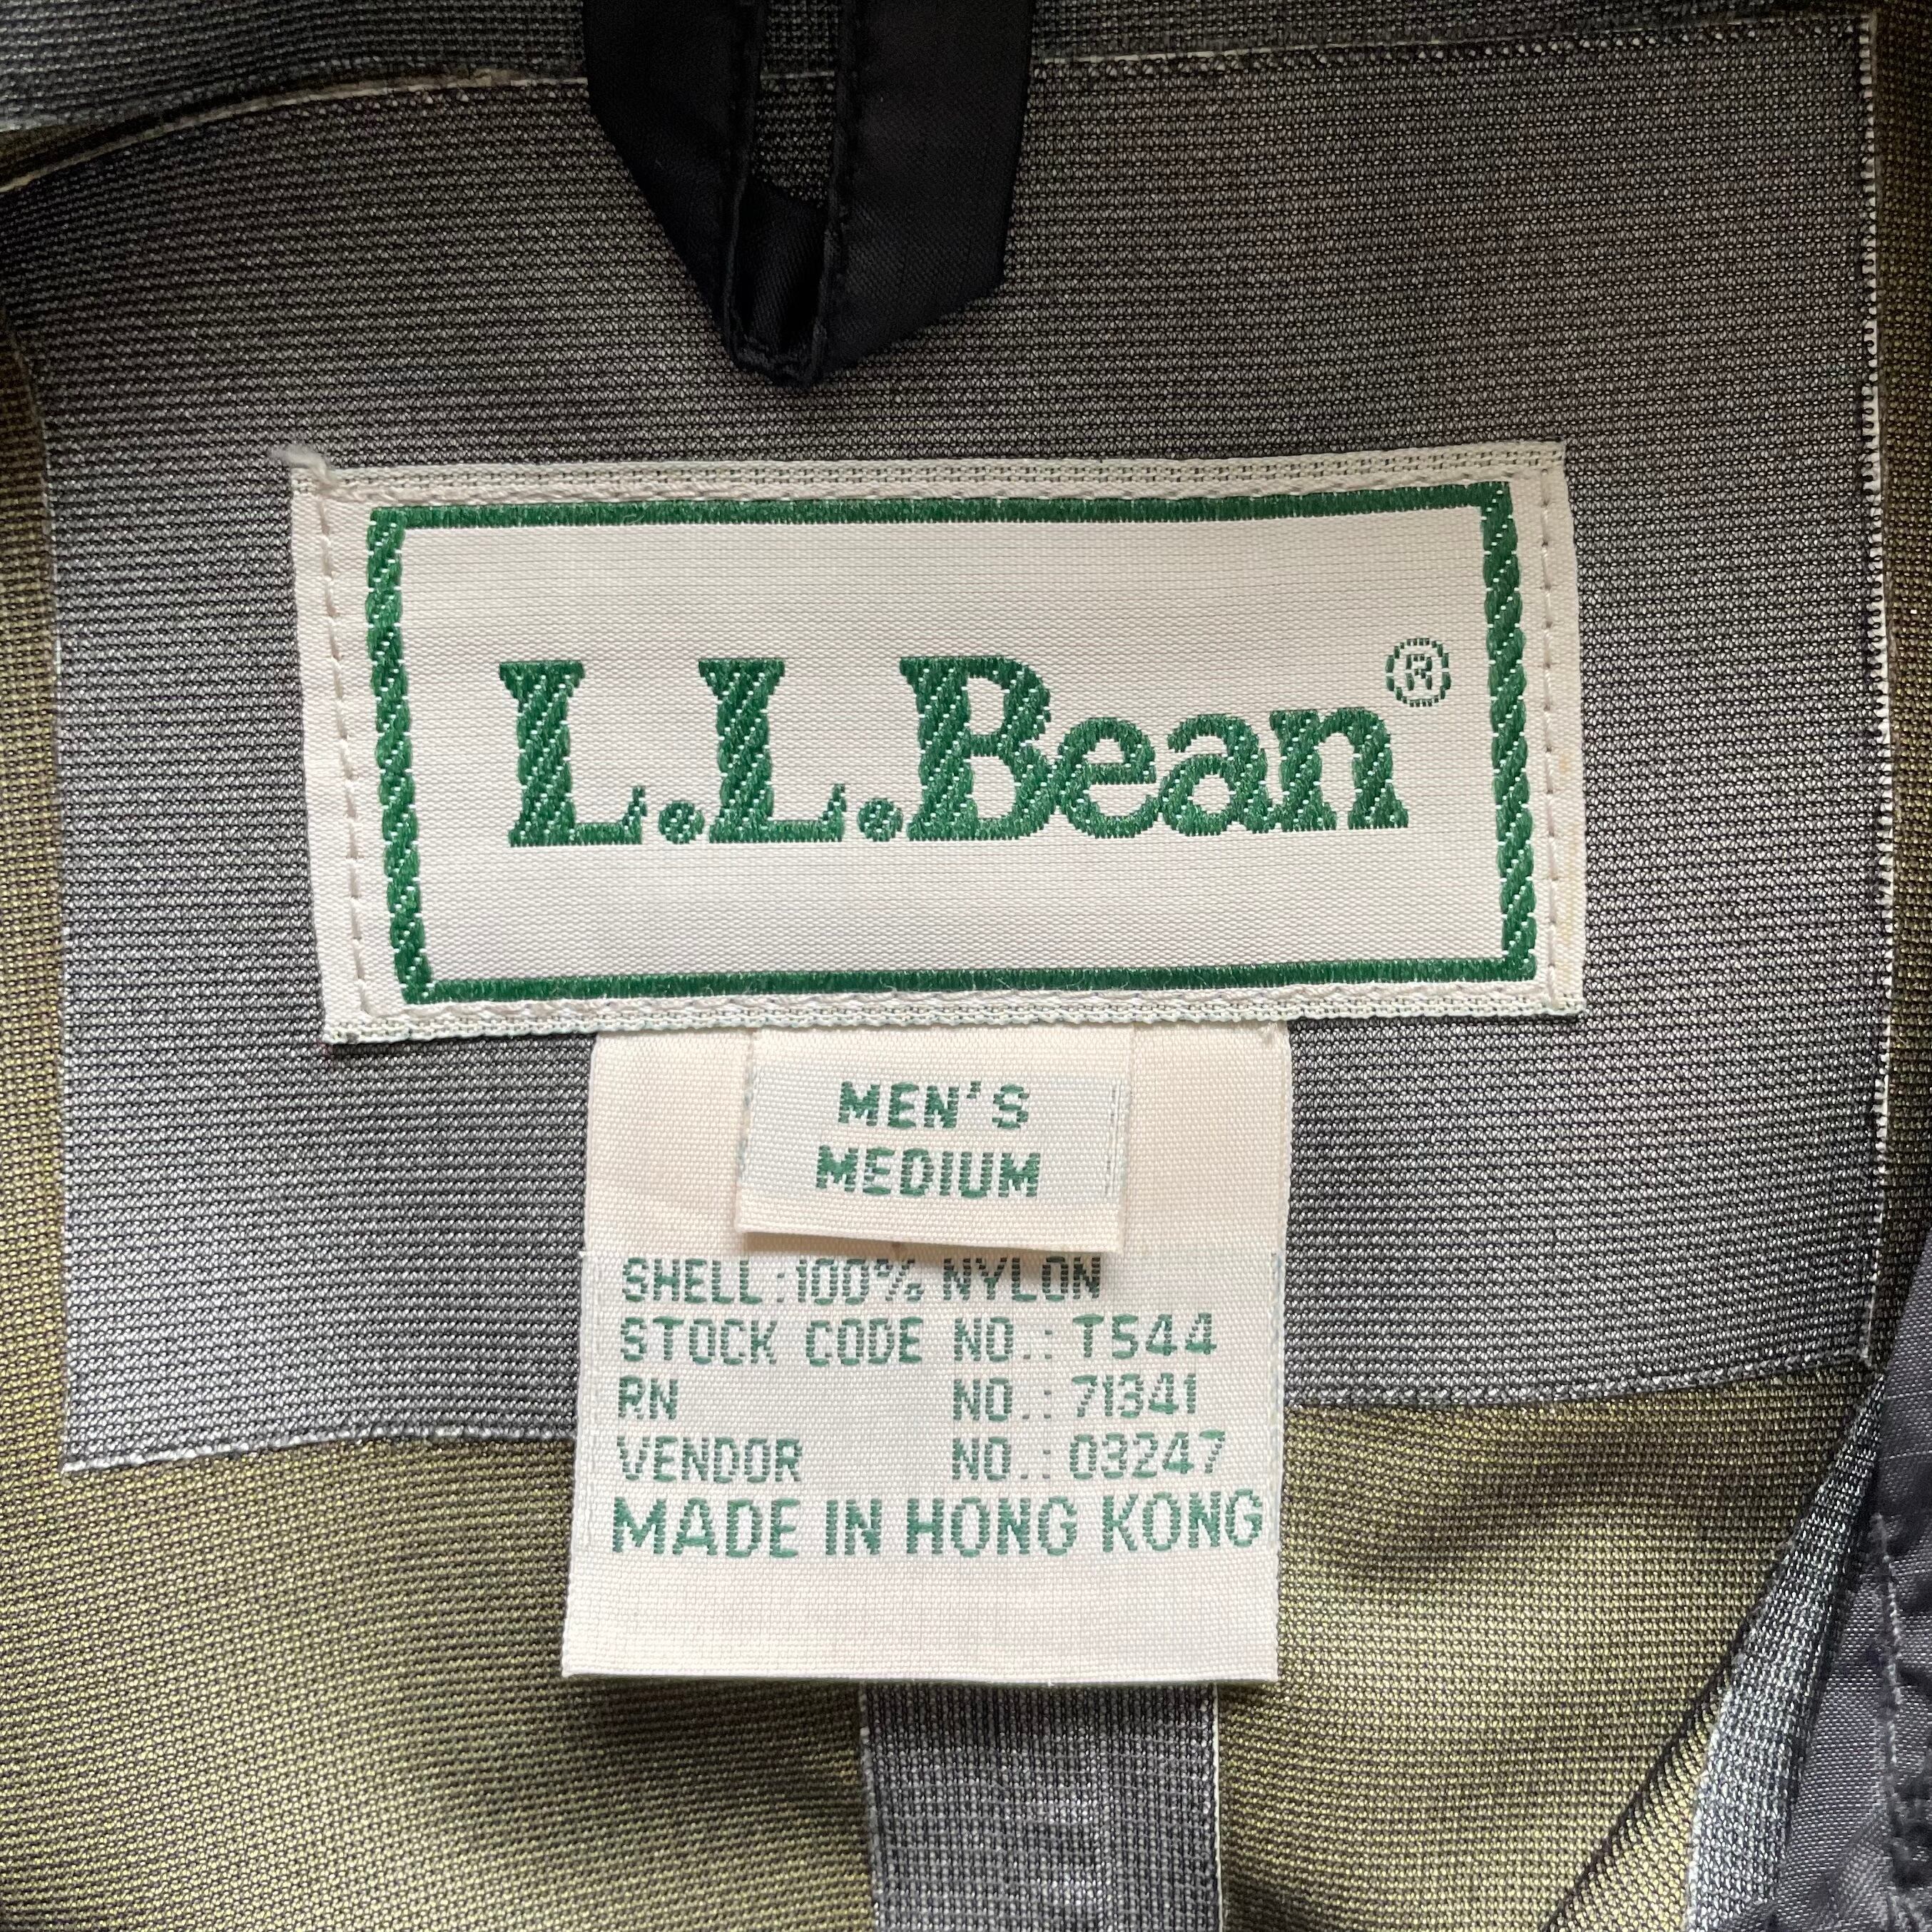 L.L.Bean®
MEN'S
MEDIUM
SHELL:100% NYLON
STOCK CODE NO.: T544
RN NO.: 71341
VENDOR NO.: 03247
MADE IN HONG KONG